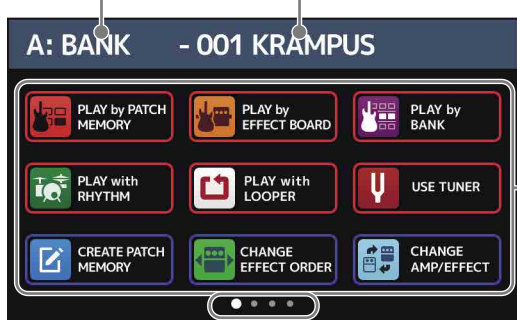 A: BANK - 001 KRAMPUS
PLAY by PATCH
MEMORY
PLAY by
EFFECT BOARD
PLAY by
BANK
PLAY with
RHYTHM
PLAY with
LOOPER
USE TUNER
CREATE PATCH
MEMORY
CHANGE
EFFECT ORDER
CHANGE
AMP/EFFECT